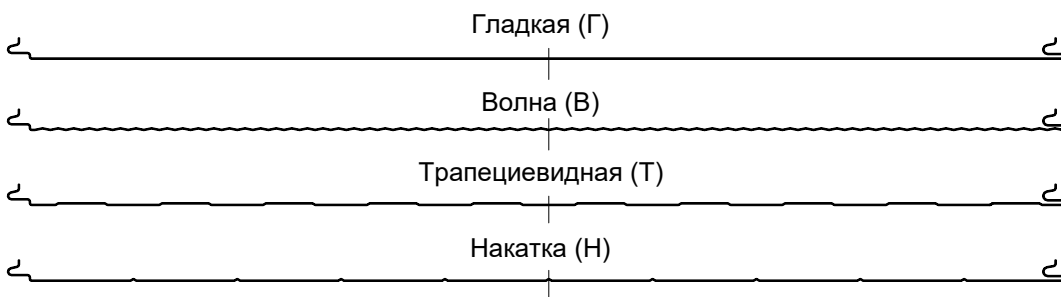 Гладкая (Г)
Волна (В)
Трапециевидная (Т)
Накатка (Н)